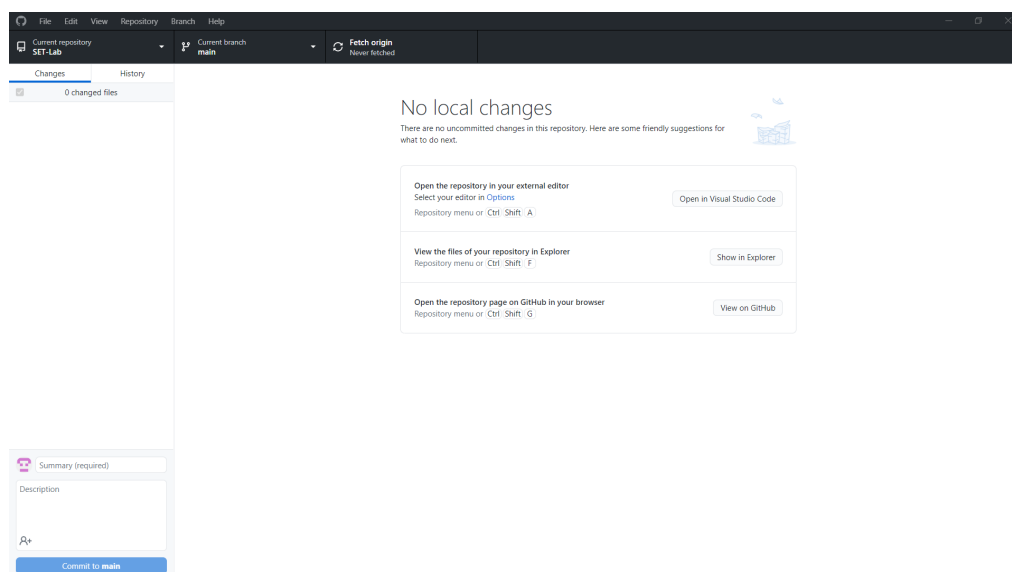 File Edit View Repository Branch Help
Current repository
SET-Lab
Current branch
main
Fetch origin
Never fetched
Changes History
0 changed files
No local changes
There are no uncommitted changes in this repository. Here are some friendly suggestions for
what to do next.
Open the repository in your external editor
Select your editor in Options
Repository menu or Ctrl Shift A
Open in Visual Studio Code
View the files of your repository in Explorer
Repository menu or Ctrl Shift F
Show in Explorer
Open the repository page on GitHub in your browser
Repository menu or Ctrl Shift G
View on GitHub
Summary (required)
Description
Commit to main